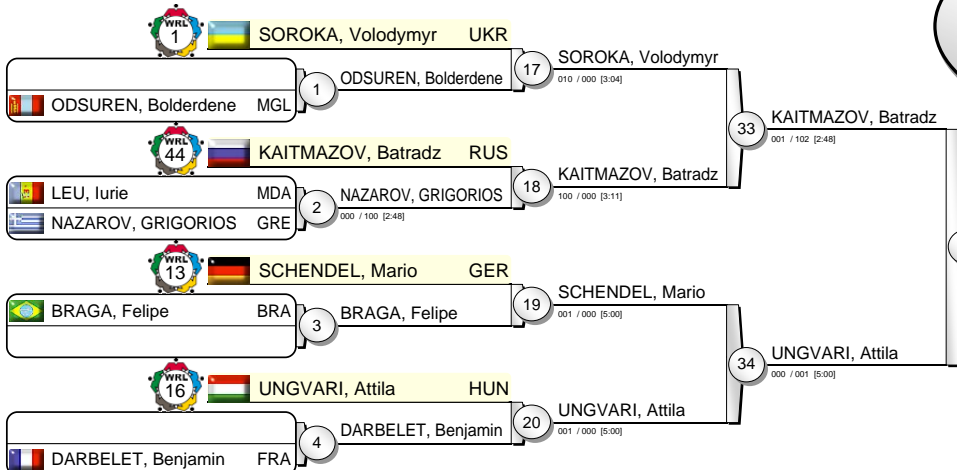 WRL
1
SOROKA, Volodymyr UKR
17
SOROKA, Volodymyr
010 / 000 [3:04]
ODSUREN, Bolderdene MGL
1
ODSUREN, Bolderdene
33
KAITMAZOV, Batradz
001 / 102 [2:48]
WRL
44
KAITMAZOV, Batradz RUS
18
KAITMAZOV, Batradz
100 / 000 [3:11]
LEU, Iurie MDA
NAZAROV, GRIGORIOS GRE
2
NAZAROV, GRIGORIOS
000 / 100 [2:48]
WRL
13
SCHENDEL, Mario GER
19
SCHENDEL, Mario
001 / 000 [5:00]
BRAGA, Felipe BRA
3
BRAGA, Felipe
34
UNGVARI, Attila
000 / 001 [5:00]
WRL
16
UNGVARI, Attila HUN
20
UNGVARI, Attila
001 / 000 [5:00]
4
DARBELET, Benjamin
DARBELET, Benjamin FRA